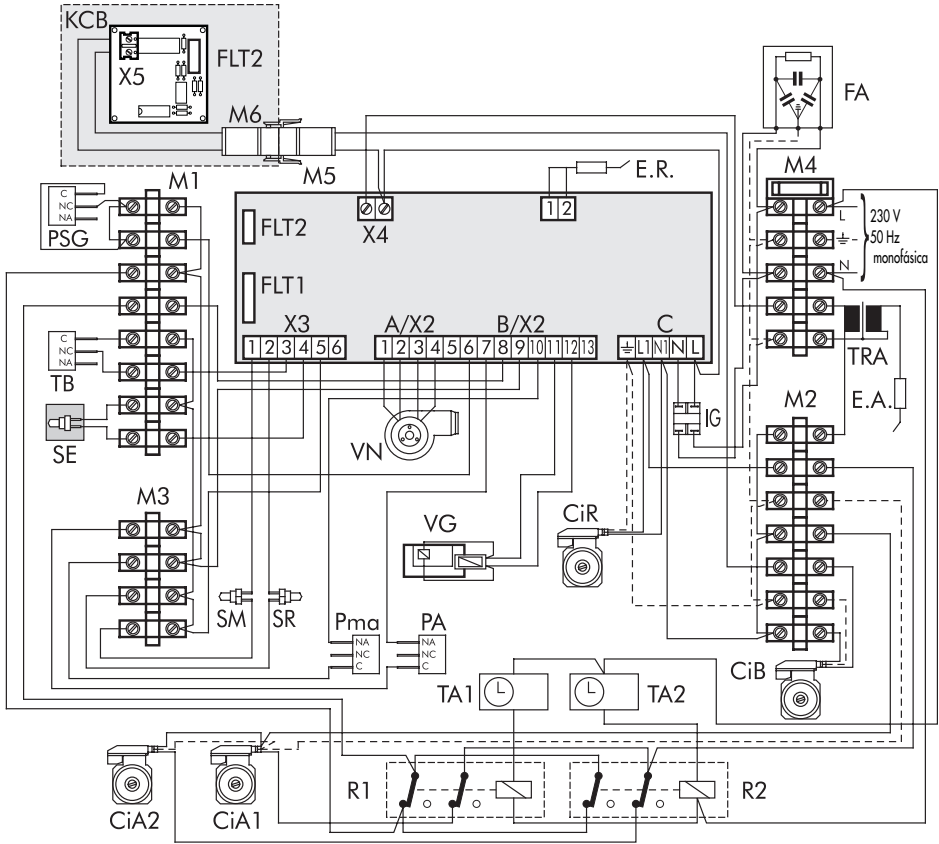 KCB
X5
FLT2
M6
M5
FA
E.R.
M1
C
NC
NA
PSG
FLT2
X4
1 2
M4
L
230 V
50 Hz
N
monofásica
FLT1
X3
A/X2
B/X2
C
1 2 3 4 5 6
1 2 3 4 5 6 7 8 9 10 11 12 13
L1 N1 N L
C
NC
NA
TB
TRA
E.A.
SE
VN
IG
M2
M3
VG
CiR
SM
SR
Pma
PA
NA
NC
C
NA
NC
C
CiB
TA1
TA2
R1
R2
CiA2
CiA1